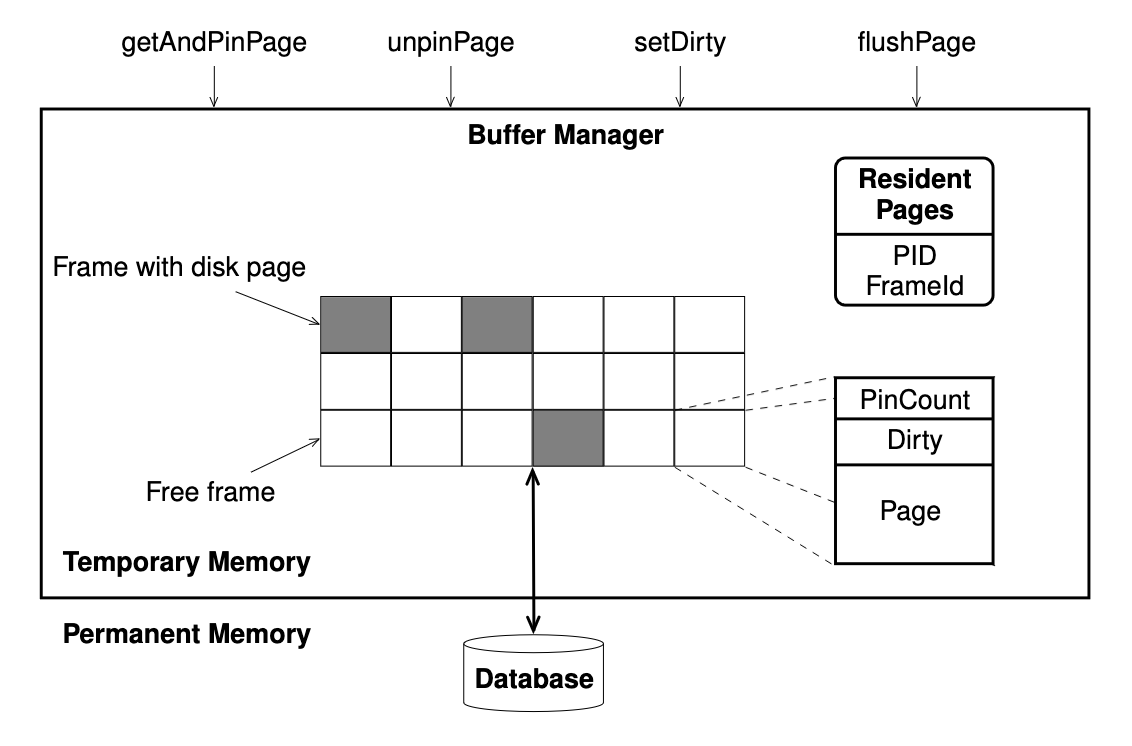 getAndPinPage unpinPage setDirty flushPage
Buffer Manager
Resident
Pages
PID
FrameId
Frame with disk page
PinCount
Dirty
Page
Free frame
Temporary Memory
Permanent Memory
Database